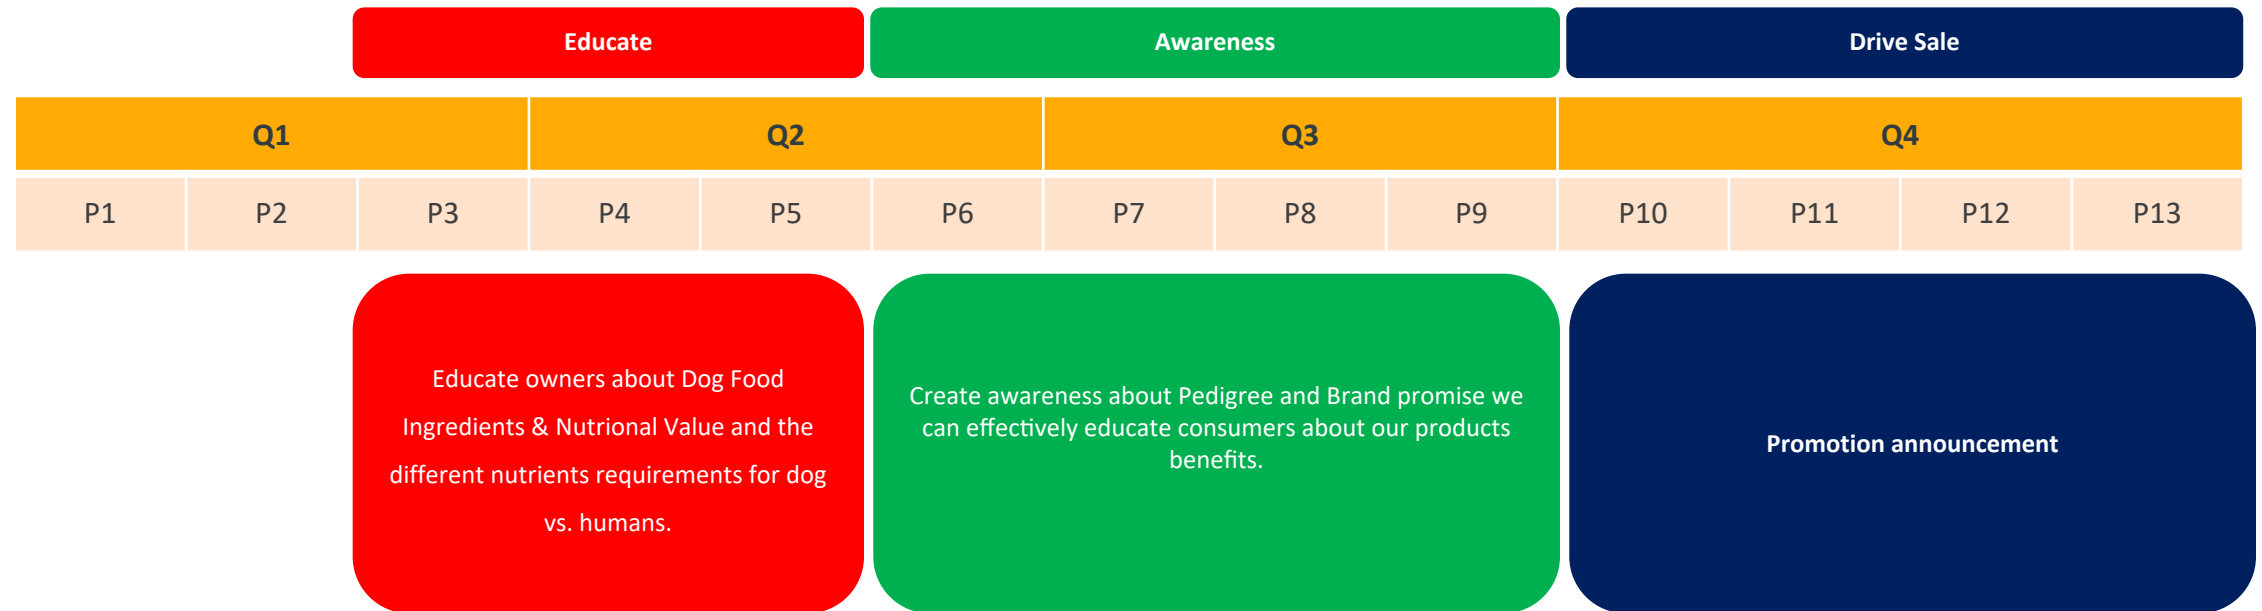 Educate
Awareness
Drive Sale
Q1
Q2
Q3
Q4
P1
P2
P3
P4
P5
P6
P7
P8
P9
P10
P11
P12
P13
Educate owners about Dog Food
Ingredients & Nutrional Value and the
different nutrients requirements for dog
vs. humans.
Create awareness about Pedigree and Brand promise we
can effectively educate consumers about our products
benefits.
Promotion announcement